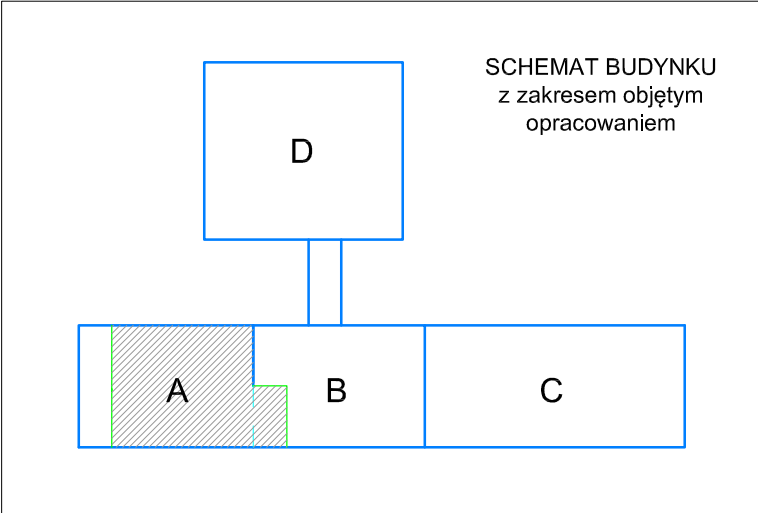 SCHEMAT BUDYNKU
z zakresem objętym
opracowaniem
D
A
B
C